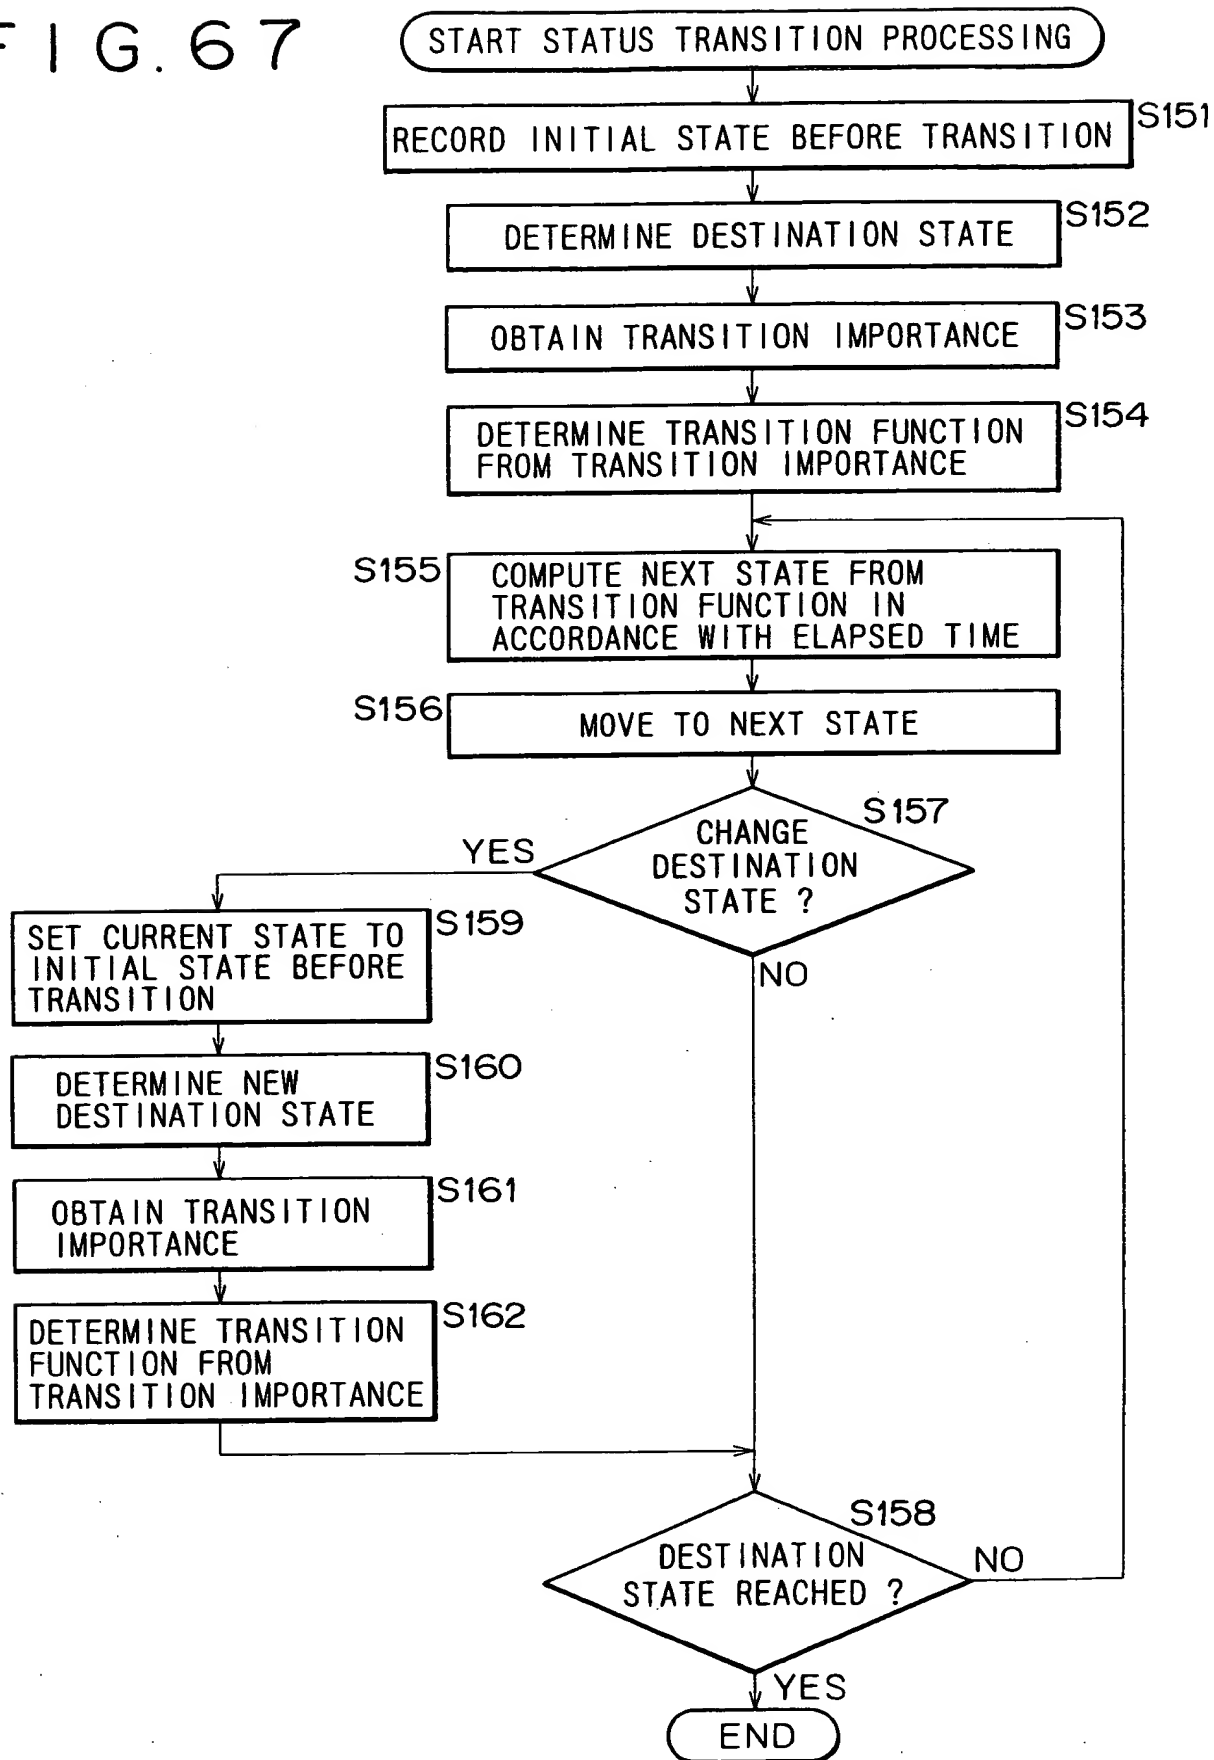 FIG.67
START STATUS TRANSITION PROCESSING
RECORD INITIAL STATE BEFORE TRANSITION
S151
DETERMINE DESTINATION STATE
S152
OBTAIN TRANSITION IMPORTANCE
S153
DETERMINE TRANSITION FUNCTION
FROM TRANSITION IMPORTANCE
S154
S155
COMPUTE NEXT STATE FROM
TRANSITION FUNCTION IN
ACCORDANCE WITH ELAPSED TIME
S156
MOVE TO NEXT STATE
S157
CHANGE
DESTINATION
STATE ?
YES
NO
SET CURRENT STATE TO
INITIAL STATE BEFORE
TRANSITION
S159
DETERMINE NEW
DESTINATION STATE
S160
OBTAIN TRANSITION
IMPORTANCE
S161
DETERMINE TRANSITION
FUNCTION FROM
TRANSITION IMPORTANCE
S162
S158
DESTINATION
STATE REACHED ?
NO
YES
END